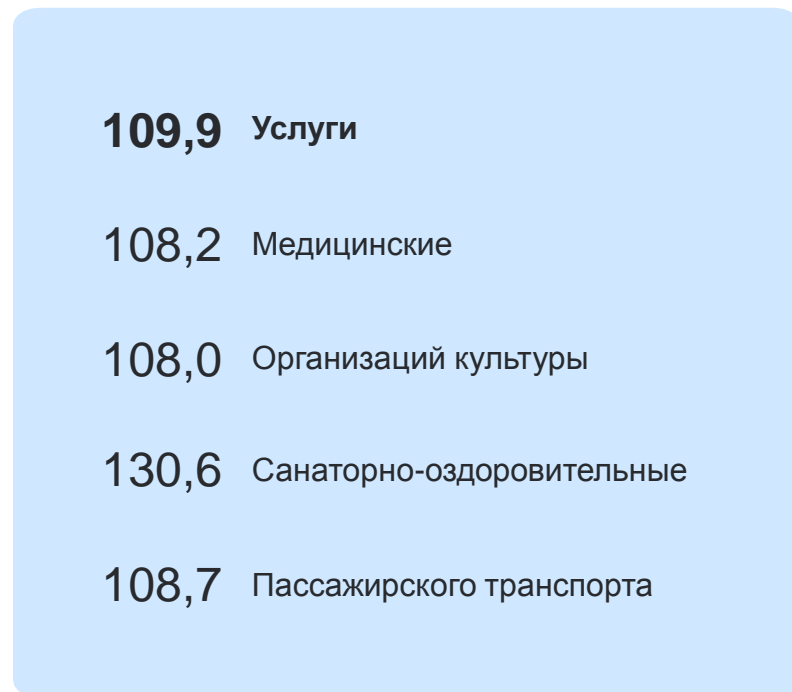 109,9 Услуги
108,2 Медицинские
108,0 Организаций культуры
130,6 Санаторно-оздоровительные
108,7 Пассажирского транспорта